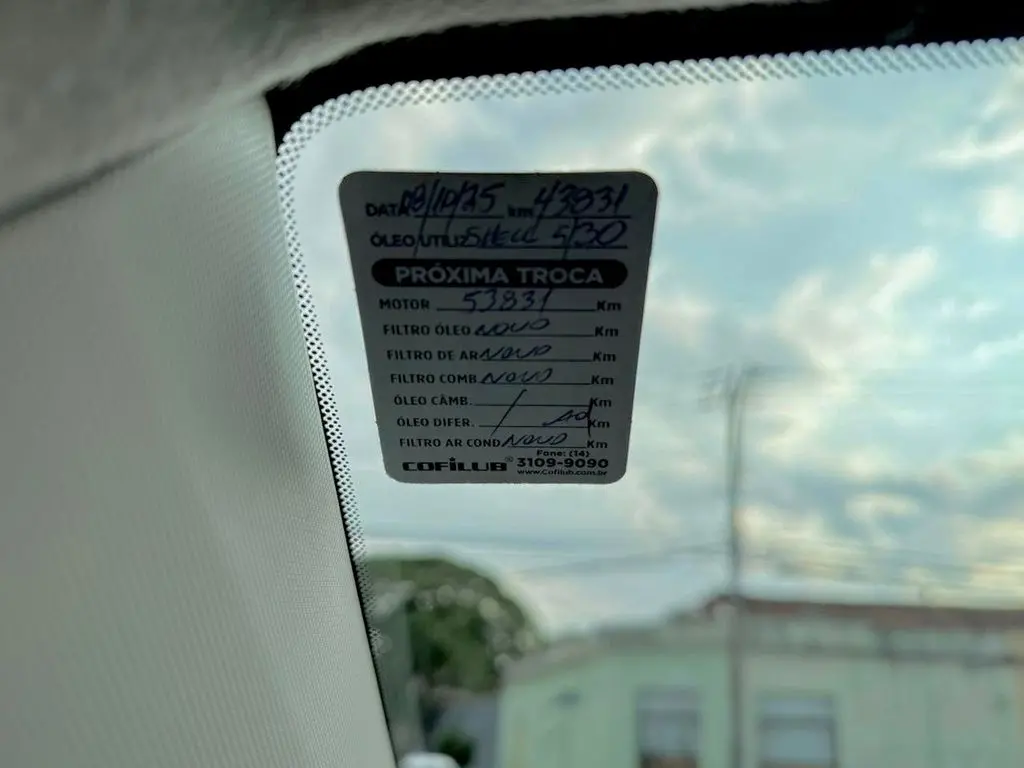 DATA 08/10/25 km 43831
ÓLEO UTILIZ SHELL 5/30
PRÓXIMA TROCA
MOTOR 53831 Km
FILTRO ÓLEO NOVO Km
FILTRO DE AR NOVO Km
FILTRO COMB. NOVO Km
ÓLEO CÂMB. / Km
ÓLEO DIFER. Km
FILTRO AR COND. NOVO Km
COFILUB® Fone: (14)
3109-9090
www.Cofilub.com.br